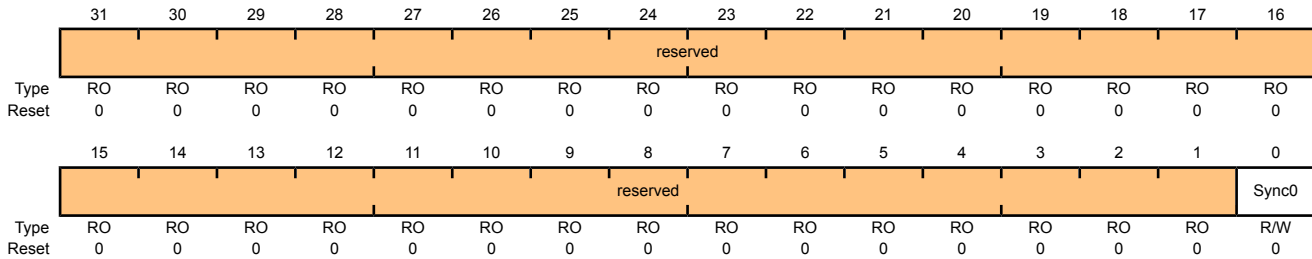 31 30 29 28 27 26 25 24 23 22 21 20 19 18 17 16
reserved
Type RO RO RO RO RO RO RO RO RO RO RO RO RO RO RO RO
Reset 0 0 0 0 0 0 0 0 0 0 0 0 0 0 0 0
15 14 13 12 11 10 9 8 7 6 5 4 3 2 1 0
reserved Sync0
Type RO RO RO RO RO RO RO RO RO RO RO RO RO RO RO R/W
Reset 0 0 0 0 0 0 0 0 0 0 0 0 0 0 0 0